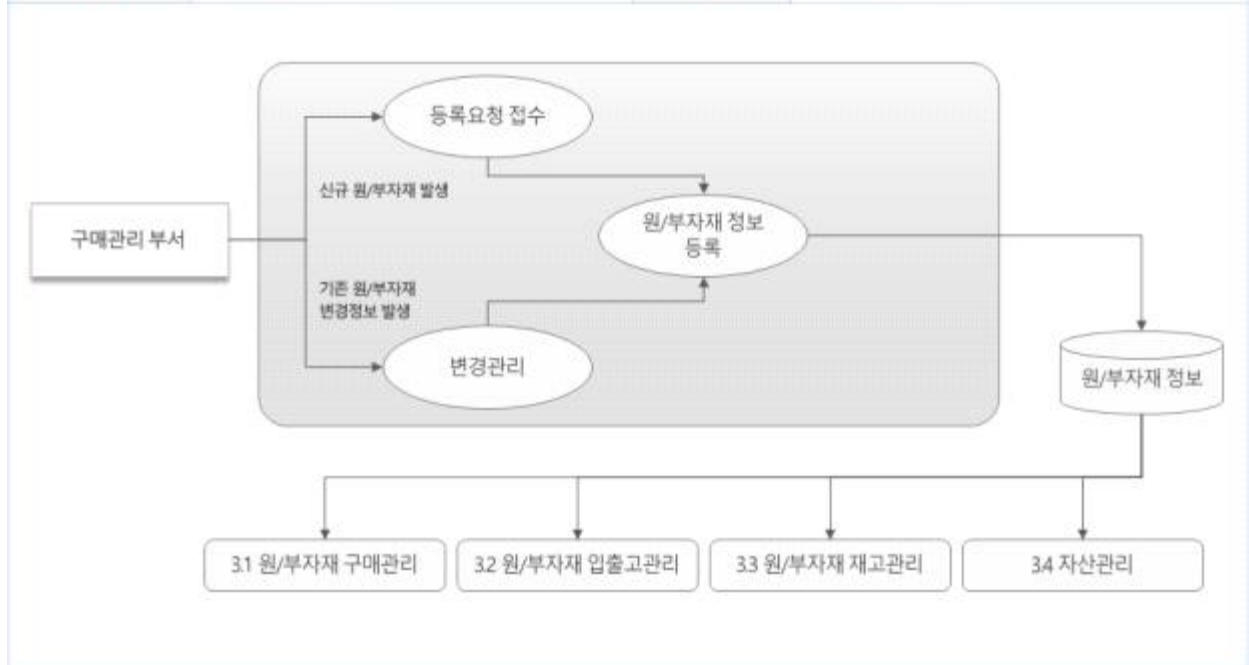 등록요청 접수
신규 원/부자재 발생
원/부자재 정보
등록
구매관리 부서
기존 원/부자재
변경정보 발생
변경관리
원/부자재 정보
3.1 원/부자재 구매관리
3.2 원/부자재 입출고관리
3.3 원/부자재 재고관리
3.4 자산관리